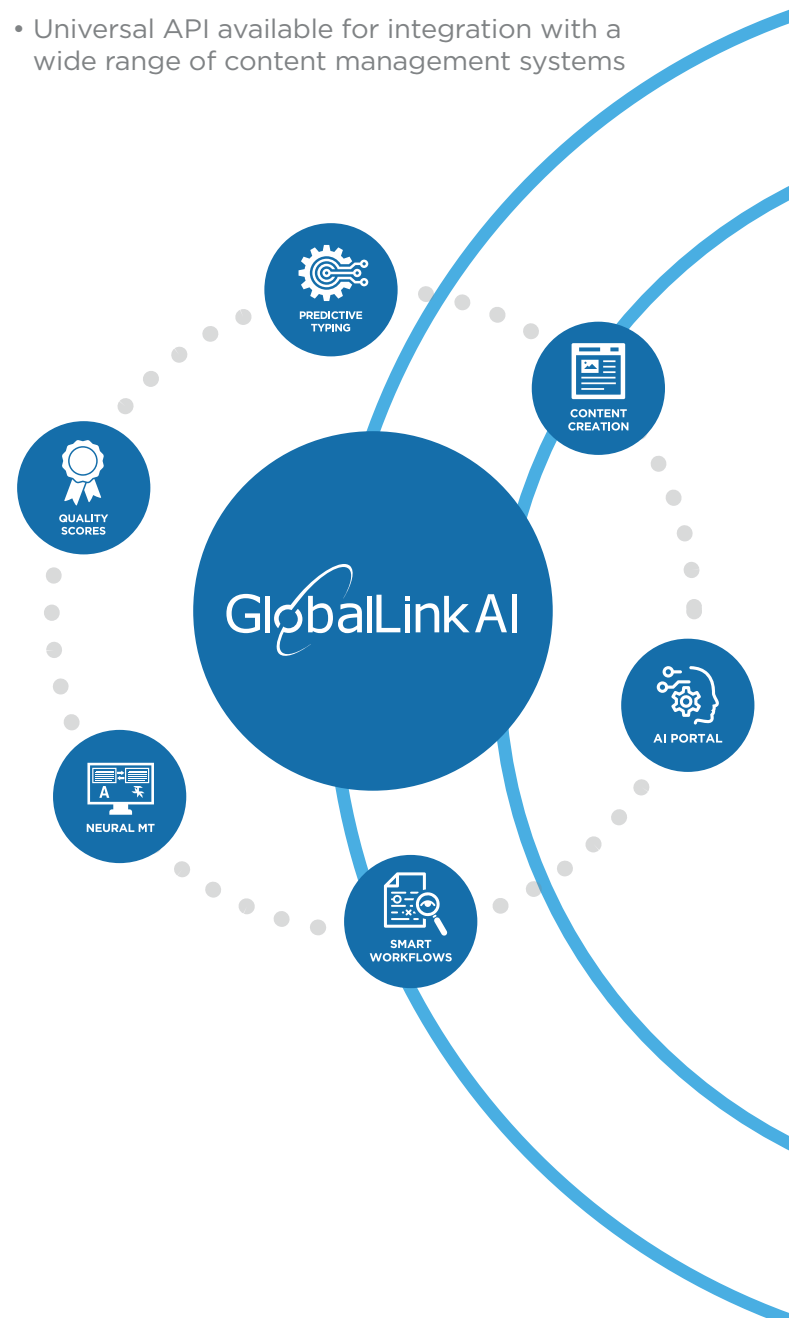 • Universal API available for integration with a
wide range of content management systems
PREDICTIVE
TYPING
CONTENT
CREATION
QUALITY
SCORES
GlobalLink AI
AI PORTAL
A
NEURAL MT
SMART
WORKFLOWS